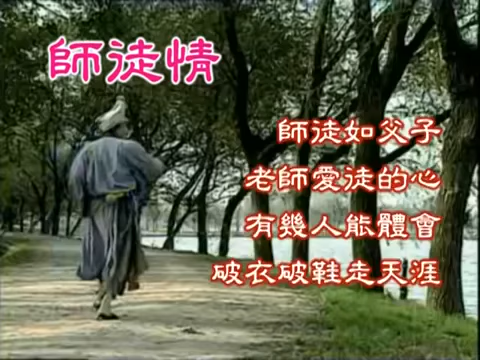 師徒情
師徒如父子
老師愛徒的心
有幾人能體會
破衣破鞋走天涯